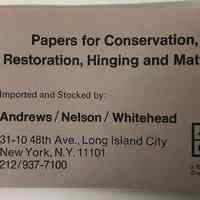 Papers for Conservation,
Restoration, Hinging and Mat
Imported and Stocked by:
Andrews/Nelson/Whitehead
31-10 48th Ave., Long Island City
New York, N.Y. 11101
212/937-7100